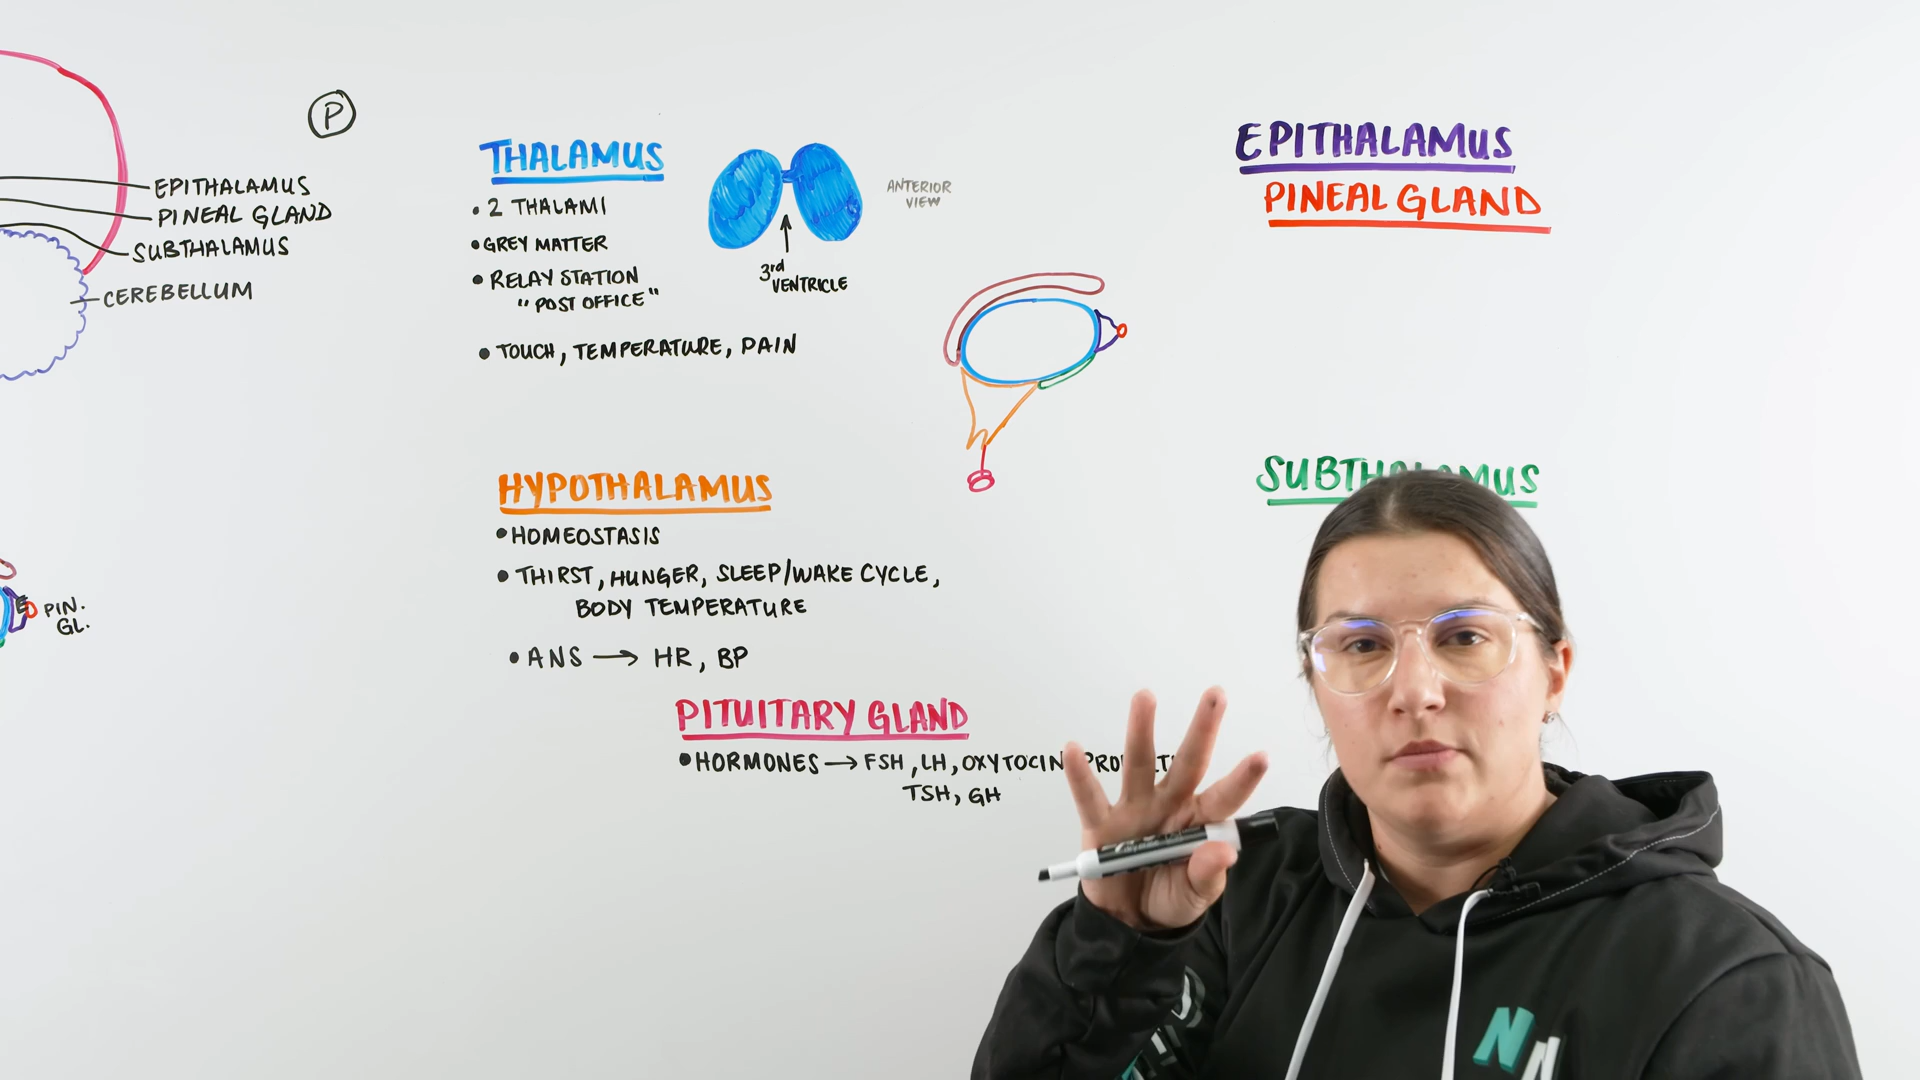 P
EPITHALAMUS
PINEAL GLAND
SUBTHALAMUS
CEREBELLUM
E PIN.
GL.
THALAMUS
• 2 THALAMI
• GREY MATTER
• RELAY STATION
"POST OFFICE"
• TOUCH, TEMPERATURE, PAIN
3rd
VENTRICLE
ANTERIOR
VIEW
HYPOTHALAMUS
• HOMEOSTASIS
• THIRST, HUNGER, SLEEP/WAKE CYCLE,
BODY TEMPERATURE
• ANS → HR, BP
PITUITARY GLAND
• HORMONES → FSH, LH, OXYTOCIN
TSH, GH
EPITHALAMUS
PINEAL GLAND
SUBTHALAMUS